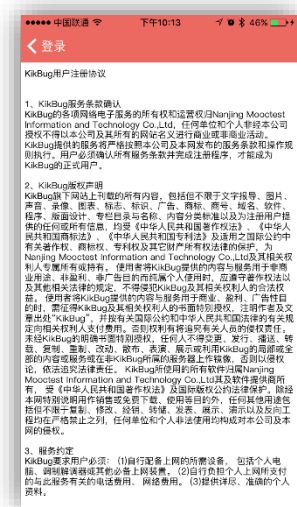 中国联通 下午10:13 46%
登录
KikBug用户注册协议
1、KikBug服务条款确认
KikBug的各项网络电子服务的所有权和运营权归Nanjing Mooctest
Information and Technology Co.,Ltd，任何单位和个人非经本公司
授权不得以本公司及其所有的网站名义进行商业或非商业活动。
KikBug提供的服务将严格按照本公司及本网发布的服务条款和操作规
则执行。用户必须确认所有服务条款并完成注册程序，才能成为
KikBug的正式用户。
2、KikBug版权声明
KikBug旗下网站上刊载的所有内容，包括但不限于文字报导、图片、
声音、录像、图表、标志、标识、广告、商标、商号、域名、软件、
程序、版面设计、专栏目录与名称、内容分类标准以及为注册用户提
供的任何或所有信息，均受《中华人民共和国著作权法》、《中华人
民共和国商标法》、《中华人民共和国专利法》及适用之国际公约中
有关著作权、商标权、专利权及其它财产所有权法律的保护，为
Nanjing Mooctest Information and Technology Co.,Ltd及其相关权
利人专属所有或持有。 使用者将KikBug提供的内容与服务用于非商
业用途、非盈利、非广告目的而纯属个人使用时，应遵守著作权法以
及其他相关法律的规定，不得侵犯KikBug及其相关权利人的合法权
益。 使用者将KikBug提供的内容与服务用于商业、盈利、广告性目
的时，需征得KikBug及其相关权利人的书面特别授权，注明作者及文
章出处“KikBug”，并按有关国际公约和中华人民共和国法律的有关规
定向相关权利人支付费用。否则权利有将追究有关人员的侵权责任。
未经KikBug的明确书面特别授权，任何人不得变更、发行、播送、转
载、复制、重制、改动、散布、表演、展示或利用KikBug的局部或全
部的内容或服务或在非KikBug所属的服务器上作镜像，否则以侵权
论，依法追究法律责任。 KikBug所使用的所有软件归属Nanjing
Mooctest Information and Technology Co.,Ltd及其软件提供商所
有， 受《中华人民共和国著作权法》及国际版权公约法律保护。除经
本网特别说明用作销售或免费下载、使用等目的外，任何其他用途包
括但不限于复制、修改、经销、转储、发表、展示、演示以及反向工
程均在严格禁止之列，任何单位和个人非法使用均构成对本公司及本
网的侵权。
3、服务约定
KikBug要求用户必须： (1)自行配备上网的所需设备， 包括个人电
脑、调制解调器或其他必备上网装置。 (2)自行负担个人上网所支付
的与此服务有关的电话费用、 网络费用。 (3)提供详尽、准确的个人
资料。